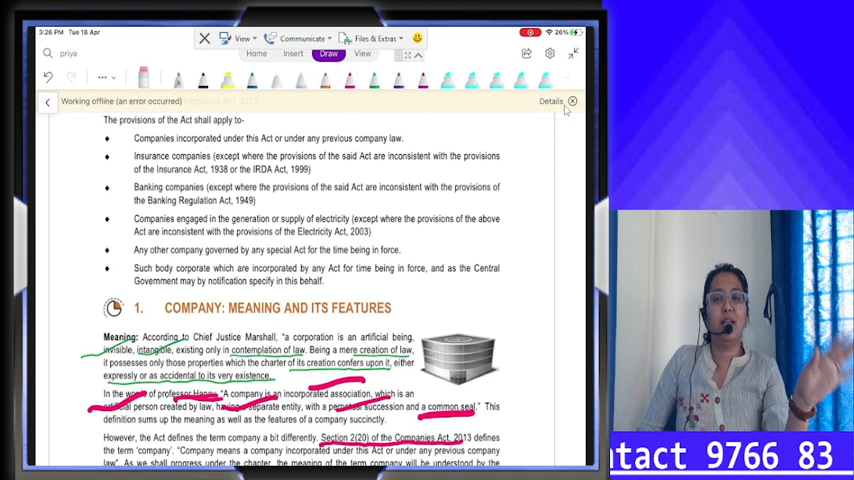 3:26 PM Tue 18 Apr
26%
View
Communicate
Files & Extras
priya
Home
Insert
Draw
View
Working offline (an error occurred)
Companies Act, 2013
Details
The provisions of the Act shall apply to-
Companies incorporated under this Act or under any previous company law.
Insurance companies (except where the provisions of the said Act are inconsistent with the provisions
of the Insurance Act, 1938 or the IRDA Act, 1999)
Banking companies (except where the provisions of the said Act are inconsistent with the provisions of
the Banking Regulation Act, 1949)
Companies engaged in the generation or supply of electricity (except where the provisions of the above
Act are inconsistent with the provisions of the Electricity Act, 2003)
Any other company governed by any special Act for the time being in force.
Such body corporate which are incorporated by any Act for time being in force, and as the Central
Government may by notification specify in this behalf.
1. COMPANY: MEANING AND ITS FEATURES
Meaning: According to Chief Justice Marshall, “a corporation is an artificial being,
invisible, intangible, existing only in contemplation of law. Being a mere creation of law,
it possesses only those properties which the charter of its creation confers upon it, either
expressly or as accidental to its very existence.
In the words of professor Haney “A company is an incorporated association, which is an
artificial person created by law, having a separate entity, with a perpetual succession and a common seal.” This
definition sums up the meaning as well as the features of a company succinctly.
However, the Act defines the term company a bit differently. Section 2(20) of the Companies Act, 2013 defines
the term ‘company’. “Company means a company incorporated under this Act or under any previous company
law”. As we shall progress under the charter, the meaning of the term company will be understood by the
ntact 9766 83